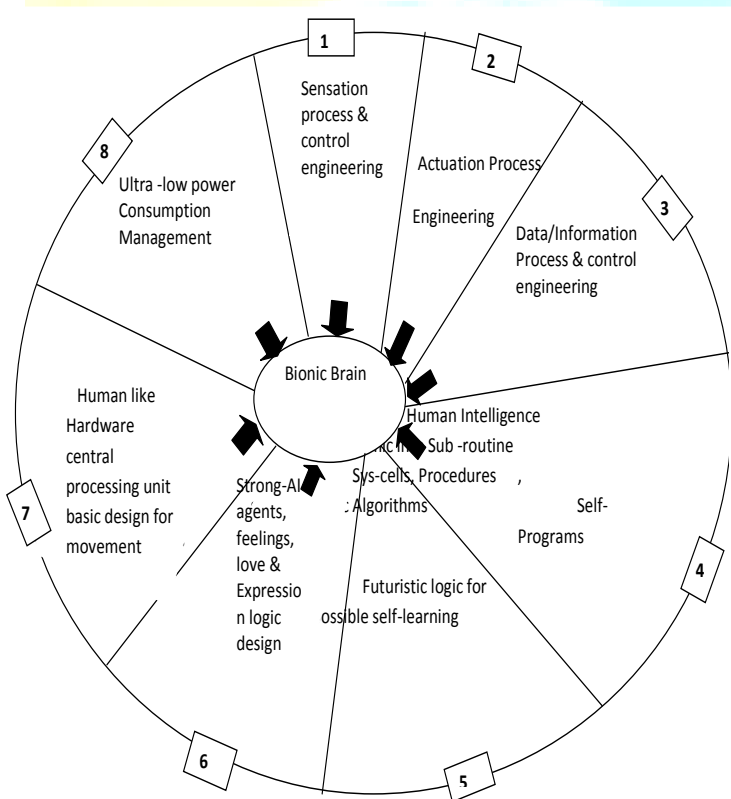 1
Sensation
process &
control
engineering
2
Actuation Process
Engineering
3
Data/Information
Process & control
engineering
8
Ultra -low power
Consumption
Management
Bionic Brain
Human Intelligence
Sub -routine
Sys-cells, Procedures ,
Algorithms
Self-
Programs
4
Futuristic logic for
ossible self-learning
5
Strong-AI
agents,
feelings,
love &
Expressio
n logic
design
6
Human like
Hardware
central
processing unit
basic design for
movement
7